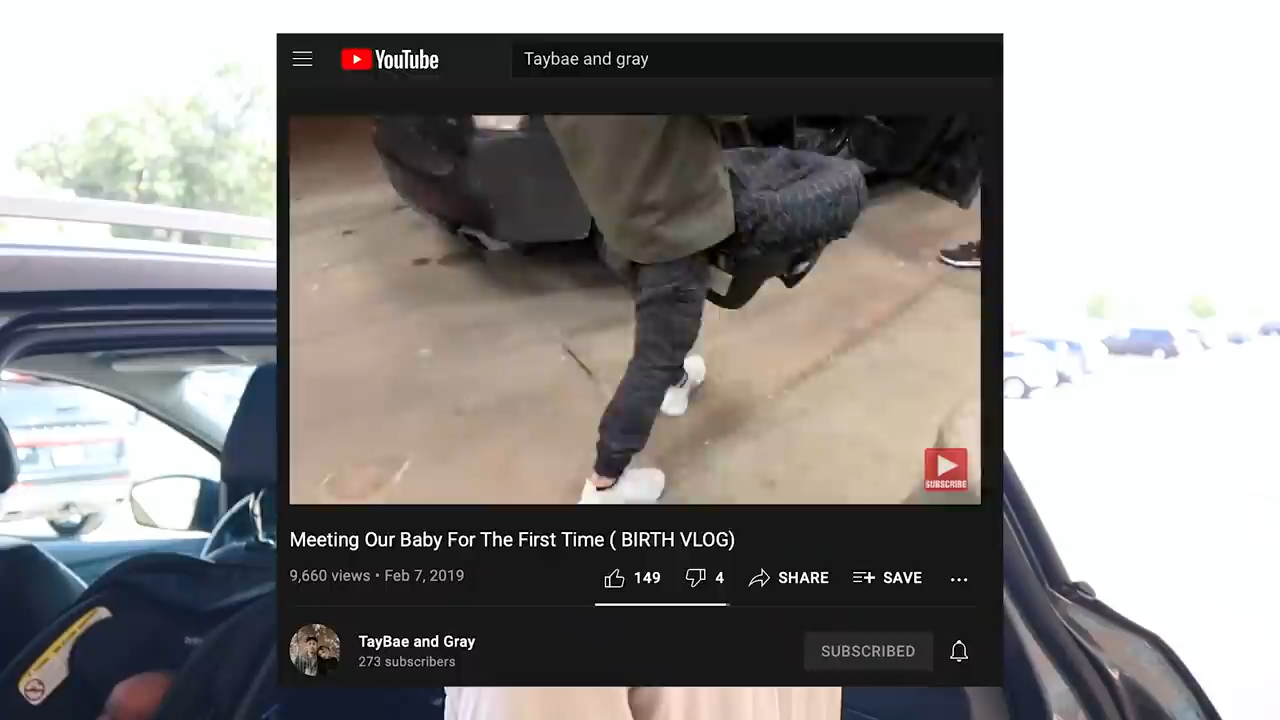 YouTube
Taybae and gray
SUBSCRIBE
Meeting Our Baby For The First Time ( BIRTH VLOG)
9,660 views • Feb 7, 2019
149
4
SHARE
SAVE
TayBae and Gray
273 subscribers
SUBSCRIBED